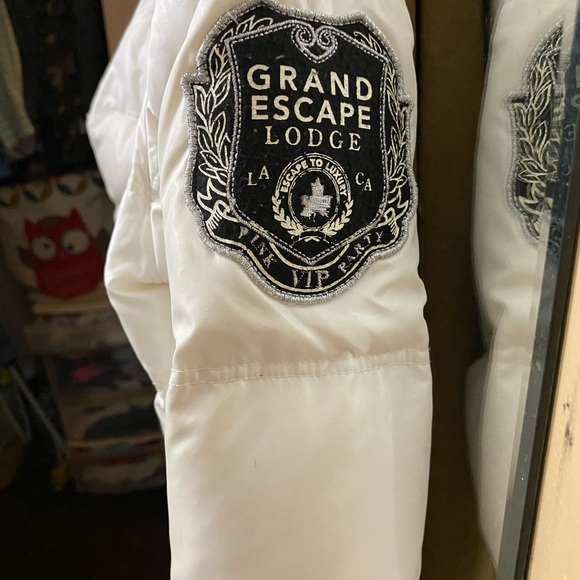 GRAND
ESCAPE
LODGE
LA CA
ESCAPE TO LUXURY
PINK VIP PARTY